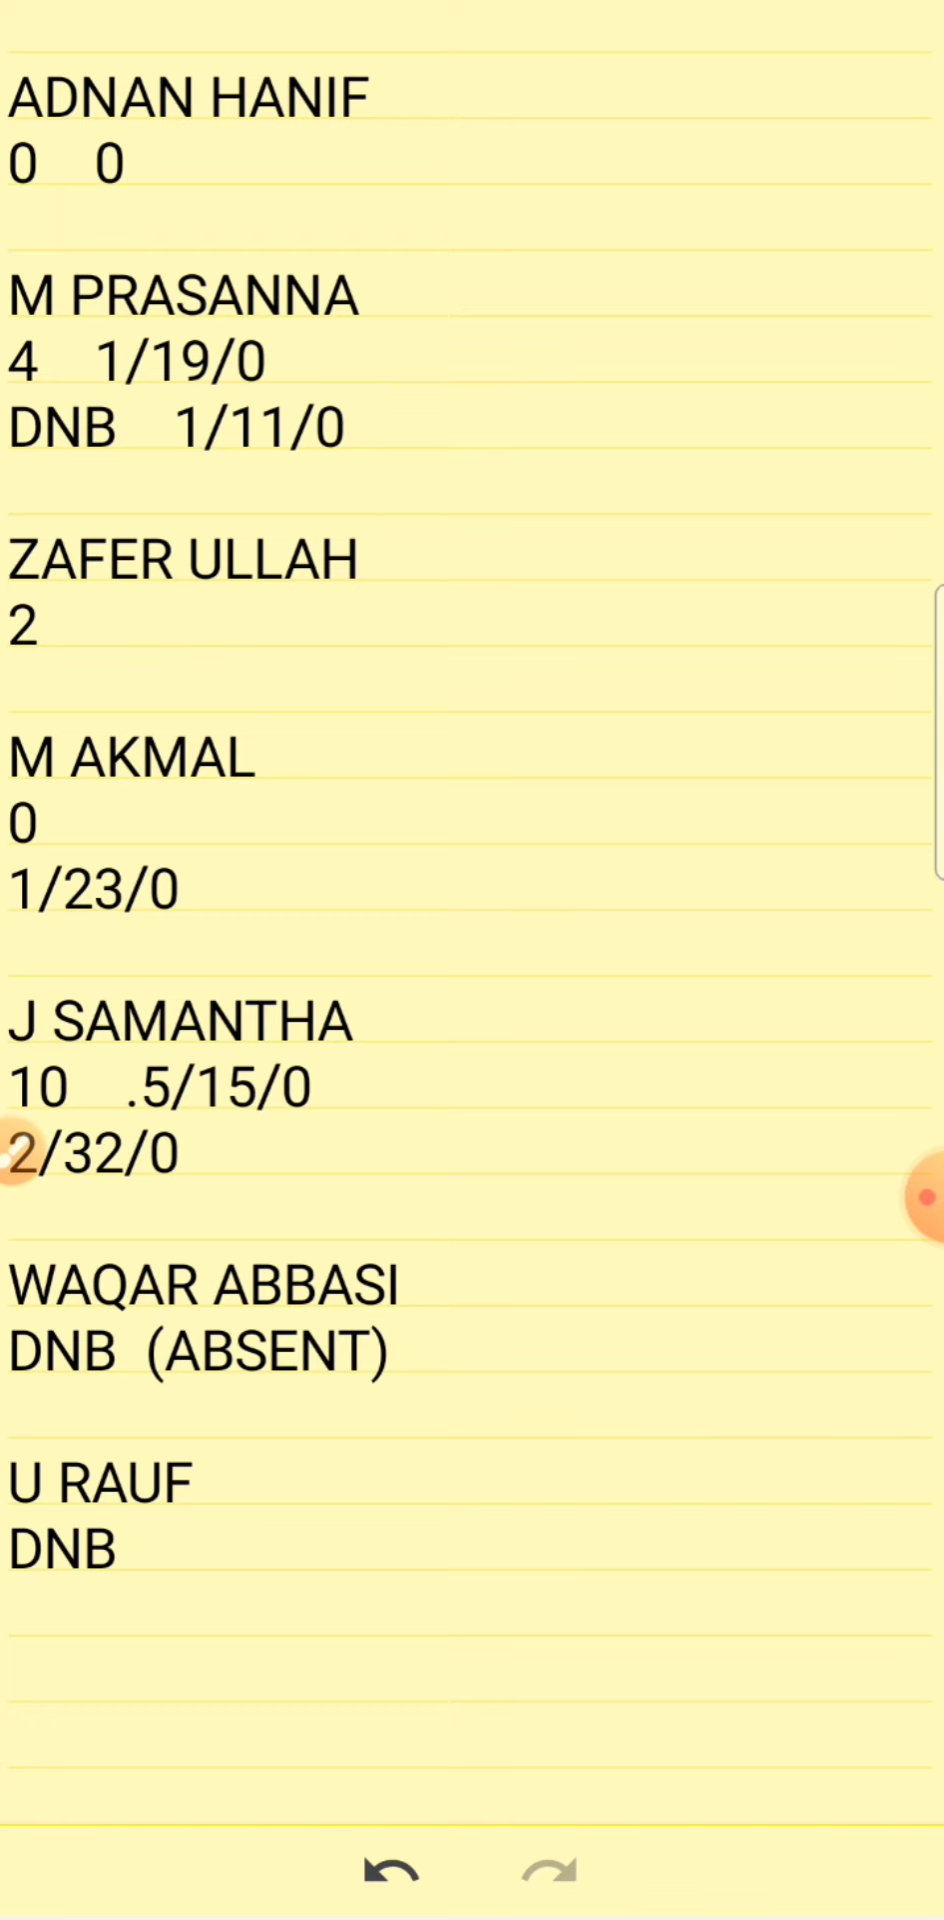 ADNAN HANIF
0 0
M PRASANNA
4 1/19/0
DNB 1/11/0
ZAFER ULLAH
2
M AKMAL
0
1/23/0
J SAMANTHA
10 .5/15/0
2/32/0
WAQAR ABBASI
DNB (ABSENT)
U RAUF
DNB